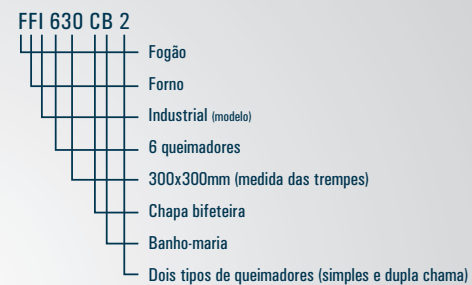 FFI 630 CB 2
Fogão
Forno
Industrial (modelo)
6 queimadores
300x300mm (medida das trempes)
Chapa bifeteira
Banho-maria
Dois tipos de queimadores (simples e dupla chama)